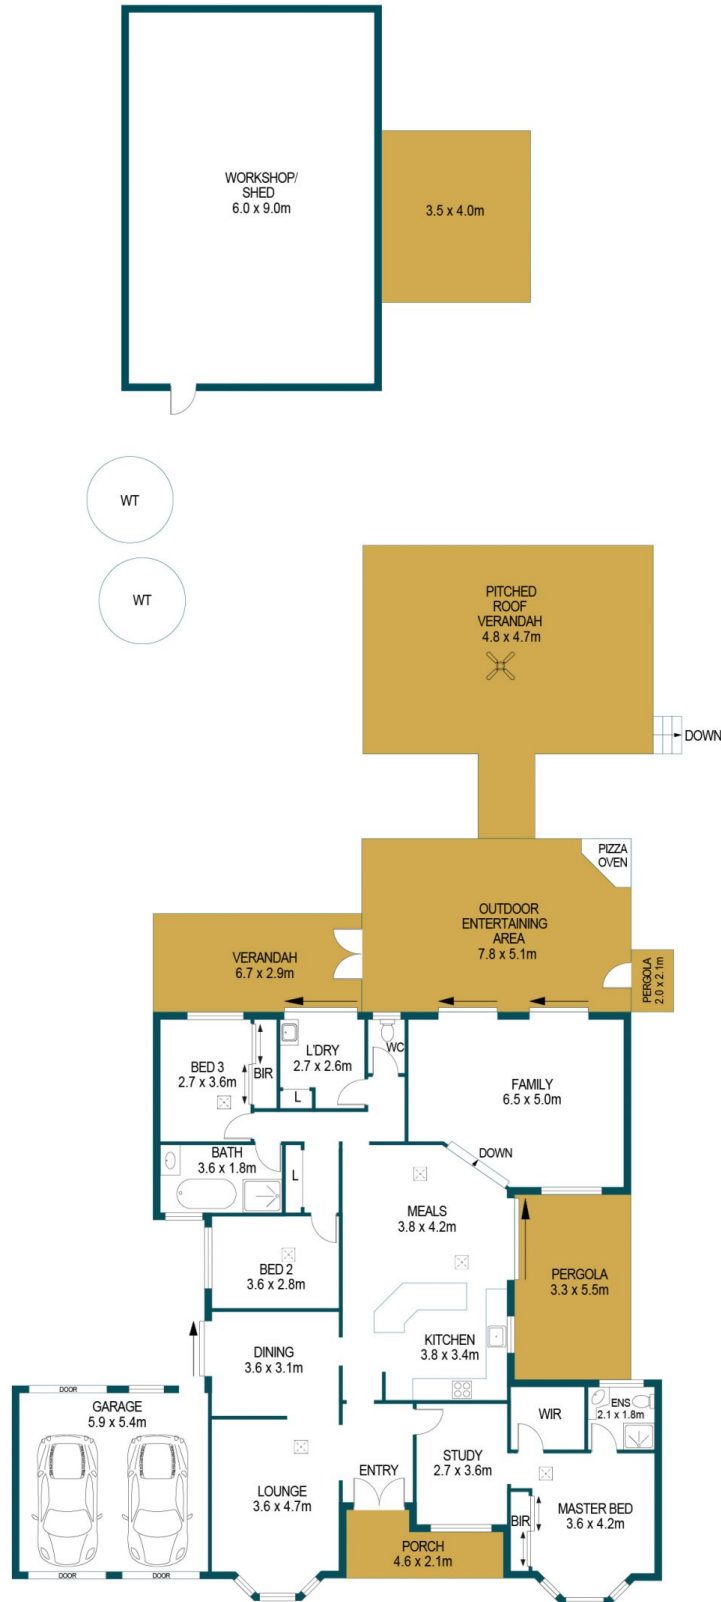 WORKSHOP/
SHED
6.0 x 9.0m
3.5 x 4.0m
WT
WT
PITCHED
ROOF
VERANDAH
4.8 x 4.7m
DOWN
PIZZA
OVEN
OUTDOOR
ENTERTAINING
AREA
7.8 x 5.1m
VERANDAH
6.7 x 2.9m
PERGOLA
2.0 x 2.1m
BED 3
2.7 x 3.6m
BIR
L'DRY
2.7 x 2.6m
L
WC
FAMILY
6.5 x 5.0m
DOWN
BATH
3.6 x 1.8m
L
MEALS
3.8 x 4.2m
BED 2
3.6 x 2.8m
PERGOLA
3.3 x 5.5m
DINING
3.6 x 3.1m
KITCHEN
3.8 x 3.4m
DOOR
GARAGE
5.9 x 5.4m
WIR
ENS
2.1 x 1.8m
STUDY
2.7 x 3.6m
ENTRY
LOUNGE
3.6 x 4.7m
BIR
MASTER BED
3.6 x 4.2m
PORCH
4.6 x 2.1m
DOOR
DOOR